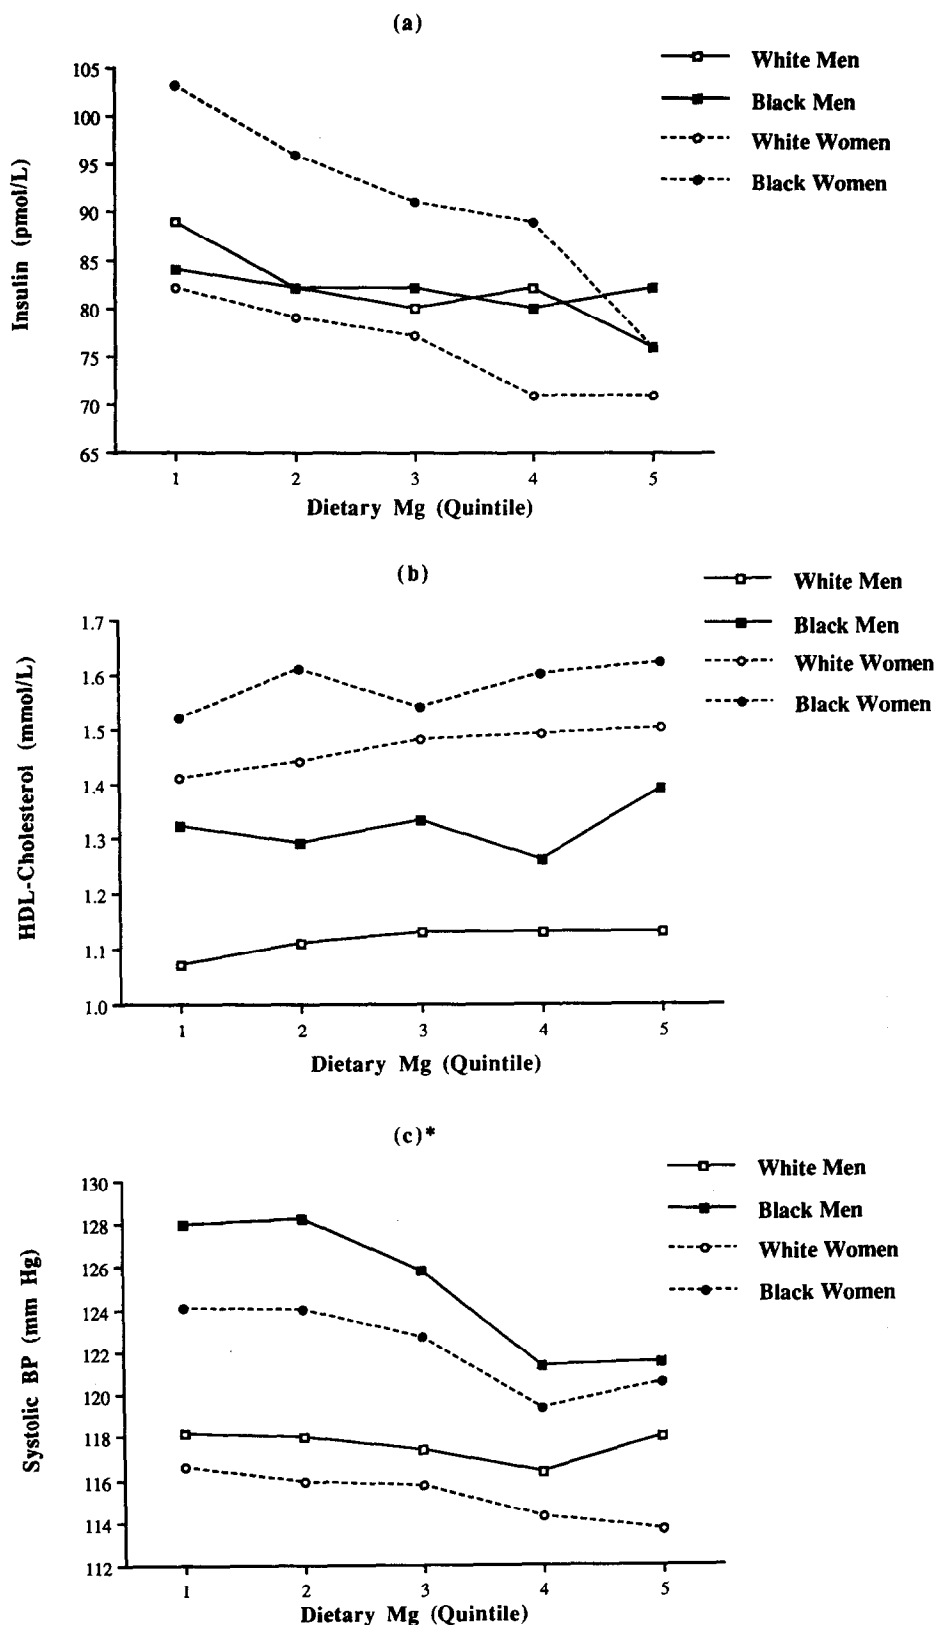 (a)
White Men
Black Men
White Women
Black Women
105
100
95
90
85
80
75
70
65
Insulin (pmol/L)
1 2 3 4 5
Dietary Mg (Quintile)
(b)
White Men
Black Men
White Women
Black Women
1.7
1.6
1.5
1.4
1.3
1.2
1.1
1.0
HDL-Cholesterol (mmol/L)
1 2 3 4 5
Dietary Mg (Quintile)
(c)*
White Men
Black Men
White Women
Black Women
130
128
126
124
122
120
118
116
114
112
Systolic BP (mm Hg)
1 2 3 4 5
Dietary Mg (Quintile)